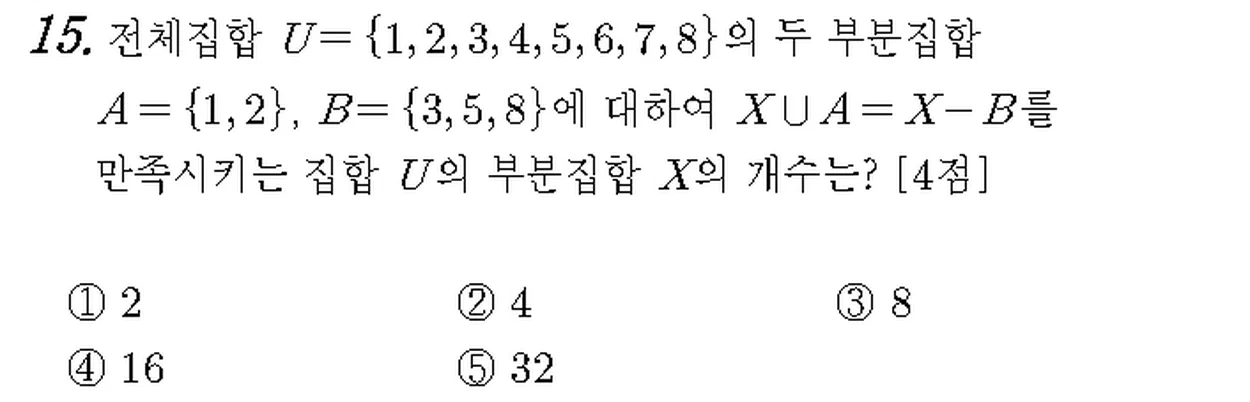 15. 전체집합 U= {1, 2, 3, 4, 5, 6, 7, 8}의 두 부분집합
A= {1, 2}, B= {3, 5, 8}에 대하여 X∪A= X-B를
만족시키는 집합 U의 부분집합 X의 개수는? [4점]
① 2 ② 4 ③ 8
④ 16 ⑤ 32